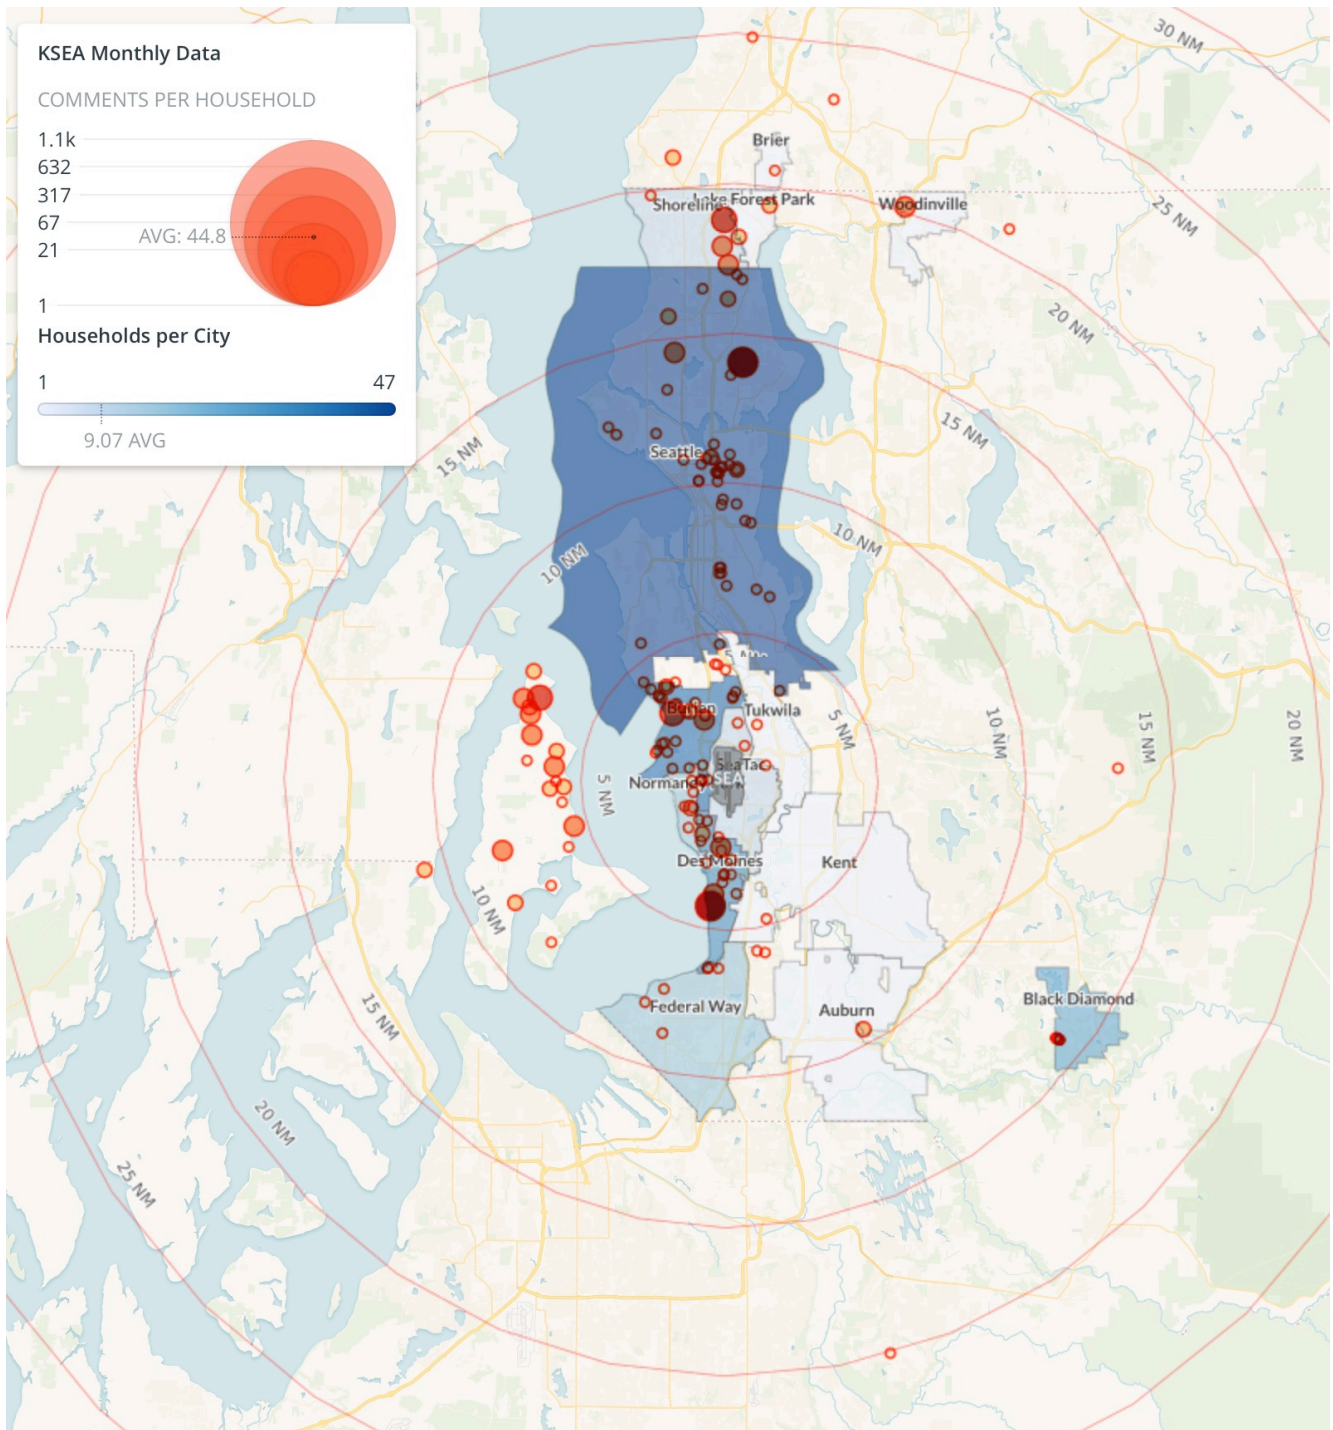 KSEA Monthly Data
COMMENTS PER HOUSEHOLD
1.1k
632
317
67
AVG: 44.8
21
1
Households per City
1 47
9.07 AVG
30 NM
Brier
Lake Forest Park
Shoreline
Woodinville
25 NM
20 NM
15 NM
15 NM
Seattle
10 NM
10 NM
5 NM
Burien
Tukwila
5 NM
10 NM
15 NM
20 NM
SeaTac
SEA
Normandy
5 NM
Des Moines
Kent
10 NM
Black Diamond
Federal Way
Auburn
15 NM
20 NM
25 NM